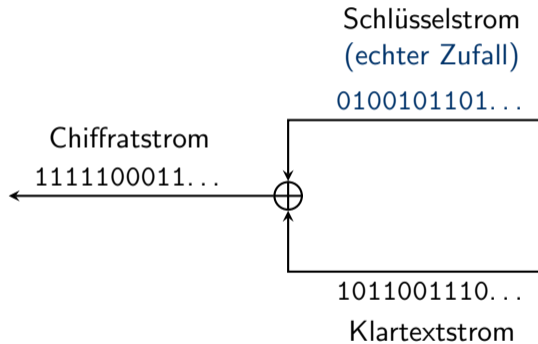 Schlüsselstrom
(echter Zufall)
0100101101...
Chiffratstrom
1111100011...
1011001110...
Klartextstrom